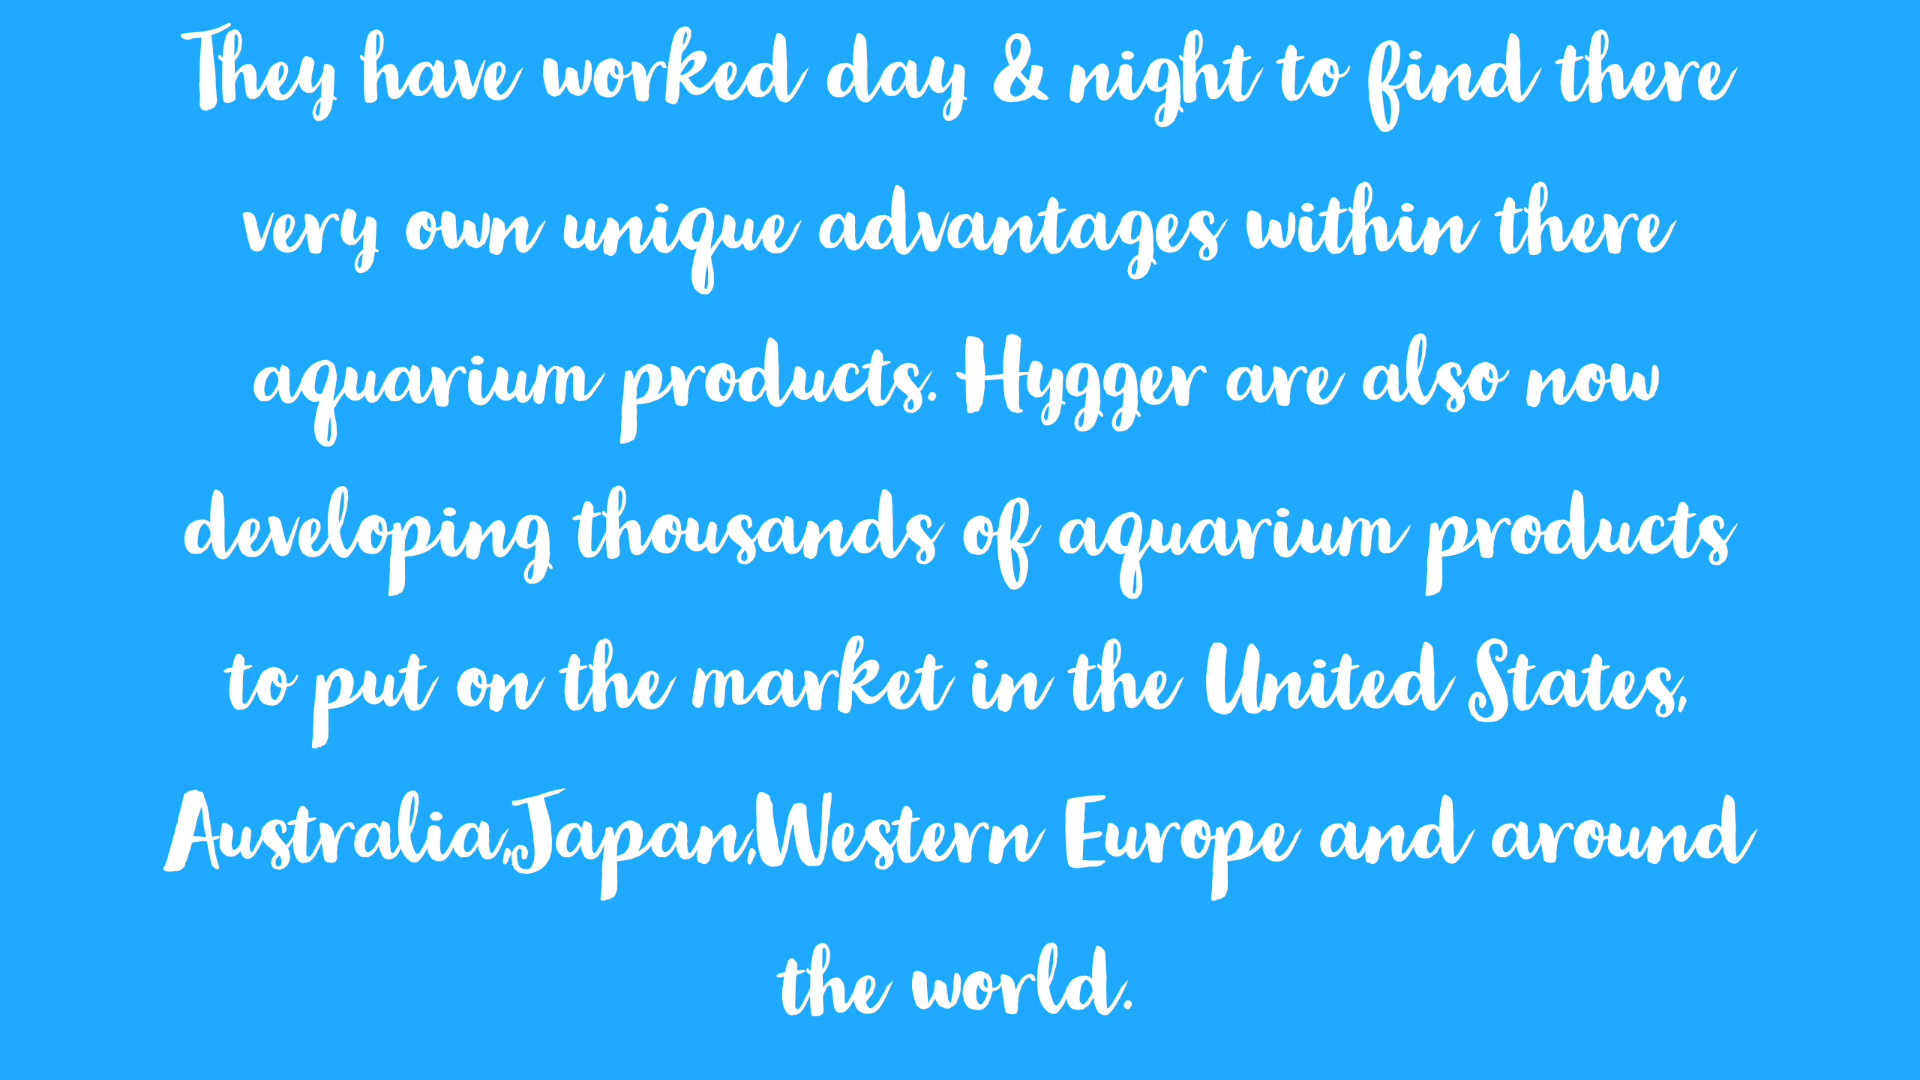 They have worked day & night to find there
very own unique advantages within there
aquarium products. Hygger are also now
developing thousands of aquarium products
to put on the market in the United States,
Australia,Japan,Western Europe and around
the world.